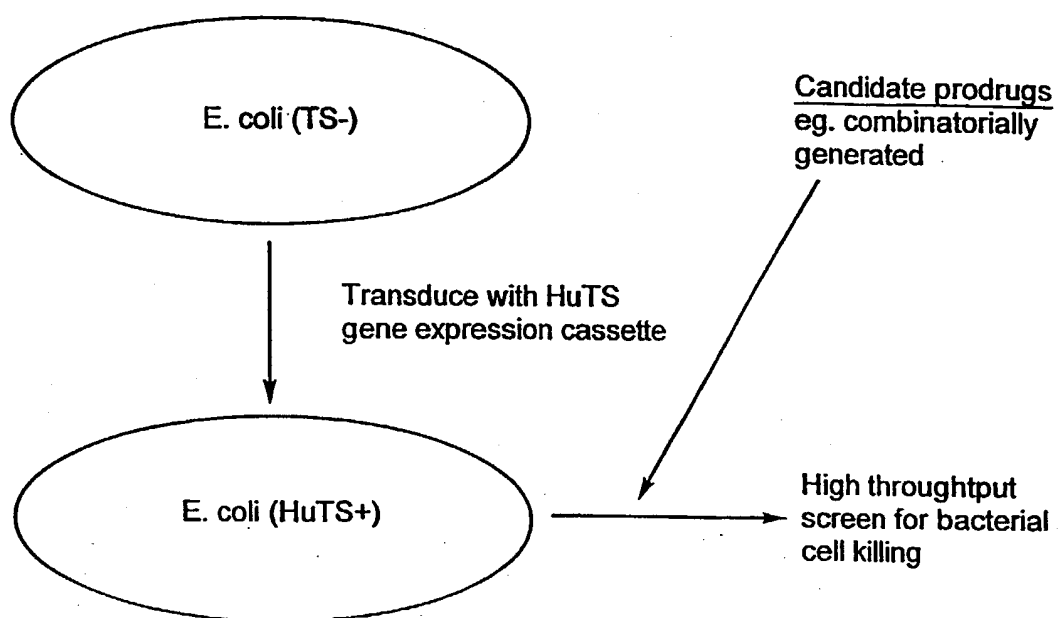 E. coli (TS-)
Candidate prodrugs
eg. combinatorially
generated
Transduce with HuTS
gene expression cassette
E. coli (HuTS+)
High throughtput
screen for bacterial
cell killing